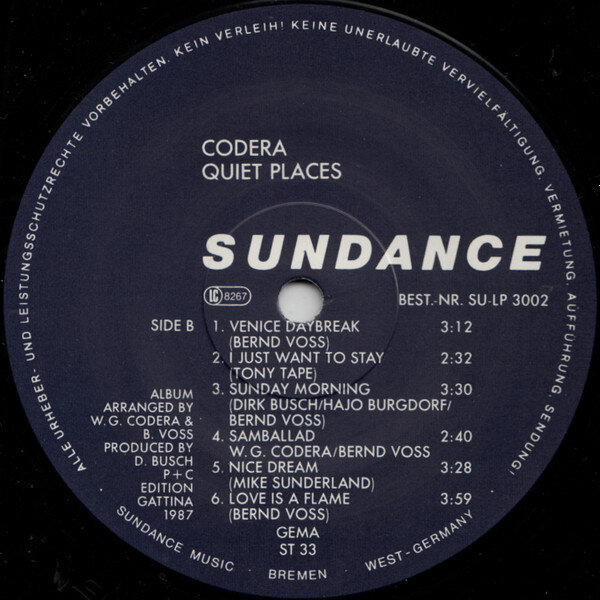 ALLE URHEBER- UND LEISTUNGSSCHUTZRECHTE VORBEHALTEN. KEIN VERLEIH! KEINE UNERLAUBTE VERVIELFÄLTIGUNG, VERMIETUNG, AUFFÜHRUNG, SENDUNG!
CODERA
QUIET PLACES
SUNDANCE
LC 8267
BEST.-NR. SU-LP 3002
SIDE B
1. VENICE DAYBREAK 3:12
(BERND VOSS)
2. I JUST WANT TO STAY 2:32
(TONY TAPE)
3. SUNDAY MORNING 3:30
(DIRK BUSCH/HAJO BURGDORF/
BERND VOSS)
4. SAMBALLAD 2:40
W. G. CODERA/BERND VOSS
5. NICE DREAM 3:28
(MIKE SUNDERLAND)
6. LOVE IS A FLAME 3:59
(BERND VOSS)
ALBUM
ARRANGED BY
W. G. CODERA &
B. VOSS
PRODUCED BY
D. BUSCH
P + C
EDITION
GATTINA
1987
GEMA
ST 33
SUNDANCE MUSIC BREMEN WEST-GERMANY